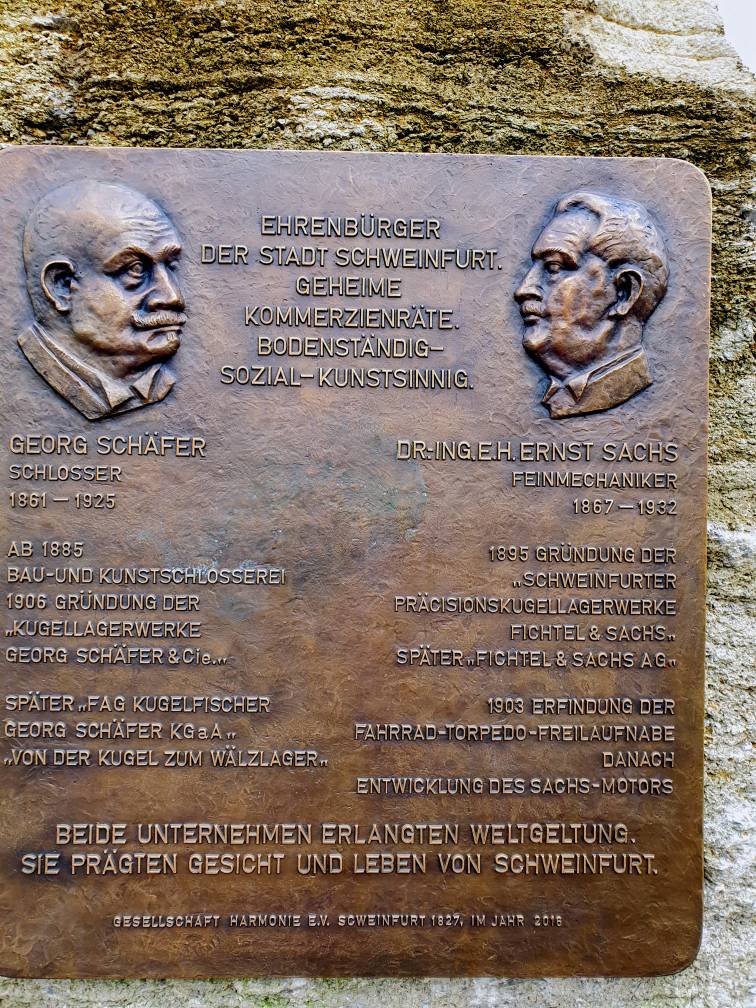 EHRENBÜRGER
DER STADT SCHWEINFURT.
GEHEIME
KOMMERZIENRÄTE.
BODENSTÄNDIG-
SOZIAL-KUNSTSINNIG.
GEORG SCHÄFER
SCHLOSSER
1861 – 1925
AB 1885
BAU-UND KUNSTSCHLOSSEREI
1906 GRÜNDUNG DER
„KUGELLAGERWERKE
GEORG SCHÄFER & Cie.„
SPÄTER „FAG KUGELFISCHER
GEORG SCHÄFER KGaA„
„VON DER KUGEL ZUM WÄLZLAGER„
DR.-ING.E.H. ERNST SACHS
FEINMECHANIKER
1867 – 1932
1895 GRÜNDUNG DER
„SCHWEINFURTER
PRÄCISIONSKUGELLAGERWERKE
FICHTEL & SACHS„
SPÄTER „FICHTEL & SACHS AG„
1903 ERFINDUNG DER
FAHRRAD-TORPEDO-FREILAUFNABE
DANACH
ENTWICKLUNG DES SACHS-MOTORS
BEIDE UNTERNEHMEN ERLANGTEN WELTGELTUNG.
SIE PRÄGTEN GESICHT UND LEBEN VON SCHWEINFURT.
GESELLSCHAFT HARMONIE E.V. SCWEINFURT 1827, IM JAHR 2018